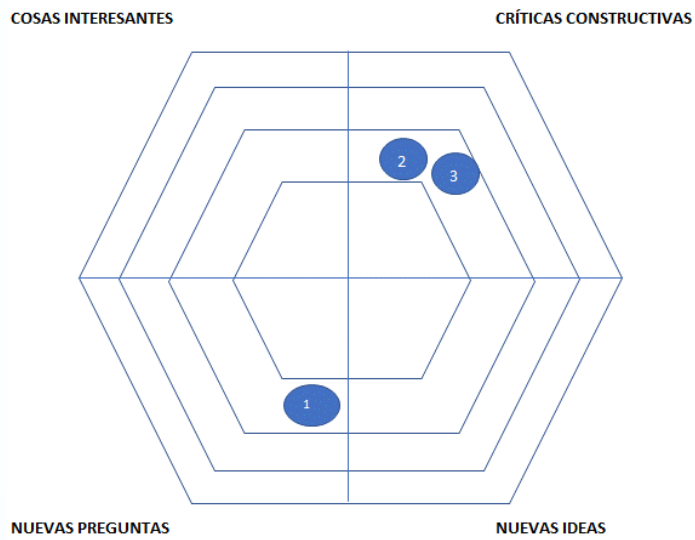 COSAS INTERESANTES
CRÍTICAS CONSTRUCTIVAS
2
3
1
NUEVAS PREGUNTAS
NUEVAS IDEAS